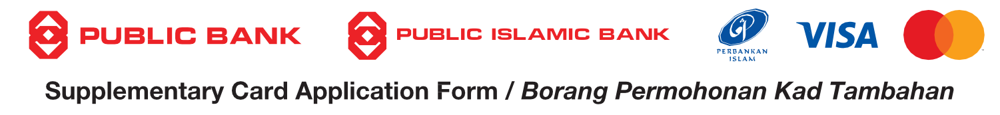 PUBLIC BANK PUBLIC ISLAMIC BANK PERBANKAN ISLAM VISA
Supplementary Card Application Form / Borang Permohonan Kad Tambahan